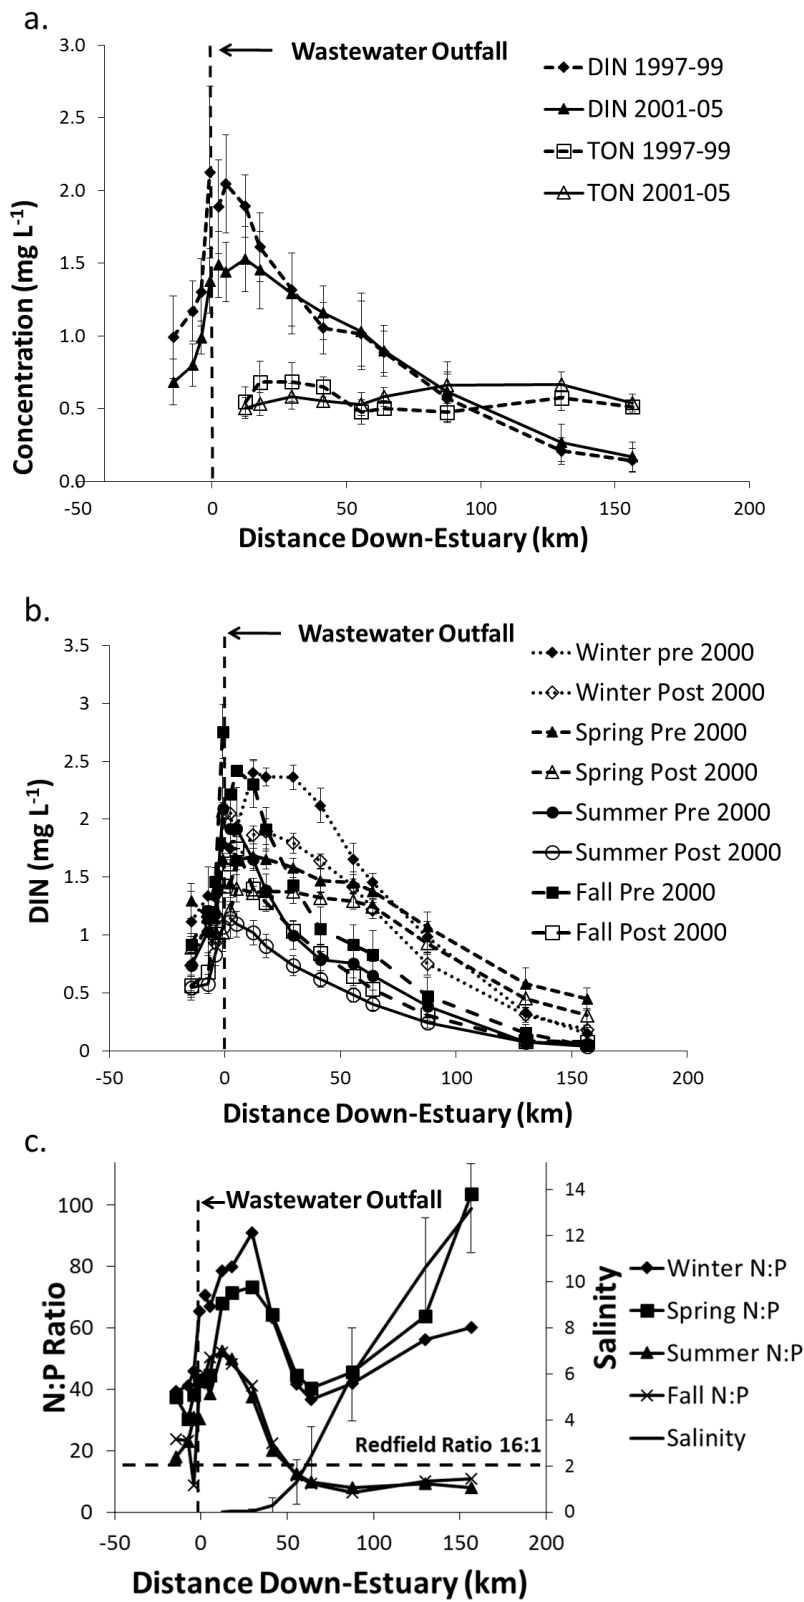 a.
Wastewater Outfall
3.0
2.5
2.0
1.5
1.0
0.5
0.0
Concentration (mg L-1)
DIN 1997-99
DIN 2001-05
TON 1997-99
TON 2001-05
-50 0 50 100 150 200
Distance Down-Estuary (km)
b.
Wastewater Outfall
3.5
3
2.5
2
1.5
1
0.5
0
DIN (mg L-1)
Winter pre 2000
Winter Post 2000
Spring Pre 2000
Spring Post 2000
Summer Pre 2000
Summer Post 2000
Fall Pre 2000
Fall Post 2000
-50 0 50 100 150 200
Distance Down-Estuary (km)
c.
Wastewater Outfall
100
80
60
40
20
0
N:P Ratio
14
12
10
8
6
4
2
0
Salinity
Winter N:P
Spring N:P
Summer N:P
Fall N:P
Salinity
Redfield Ratio 16:1
-50 0 50 100 150 200
Distance Down-Estuary (km)